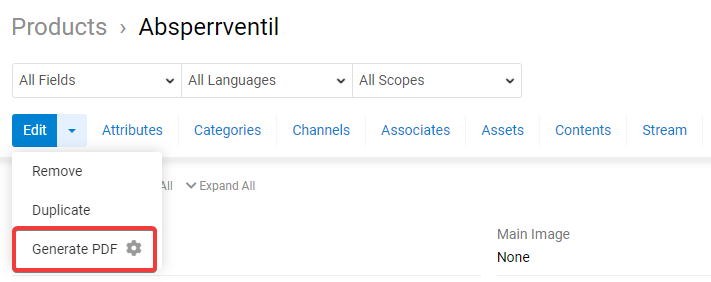 Products › Absperrventil
All Fields All Languages All Scopes
Edit Attributes Categories Channels Associates Assets Contents Stream
Remove
All Expand All
Duplicate
Main Image
Generate PDF
None